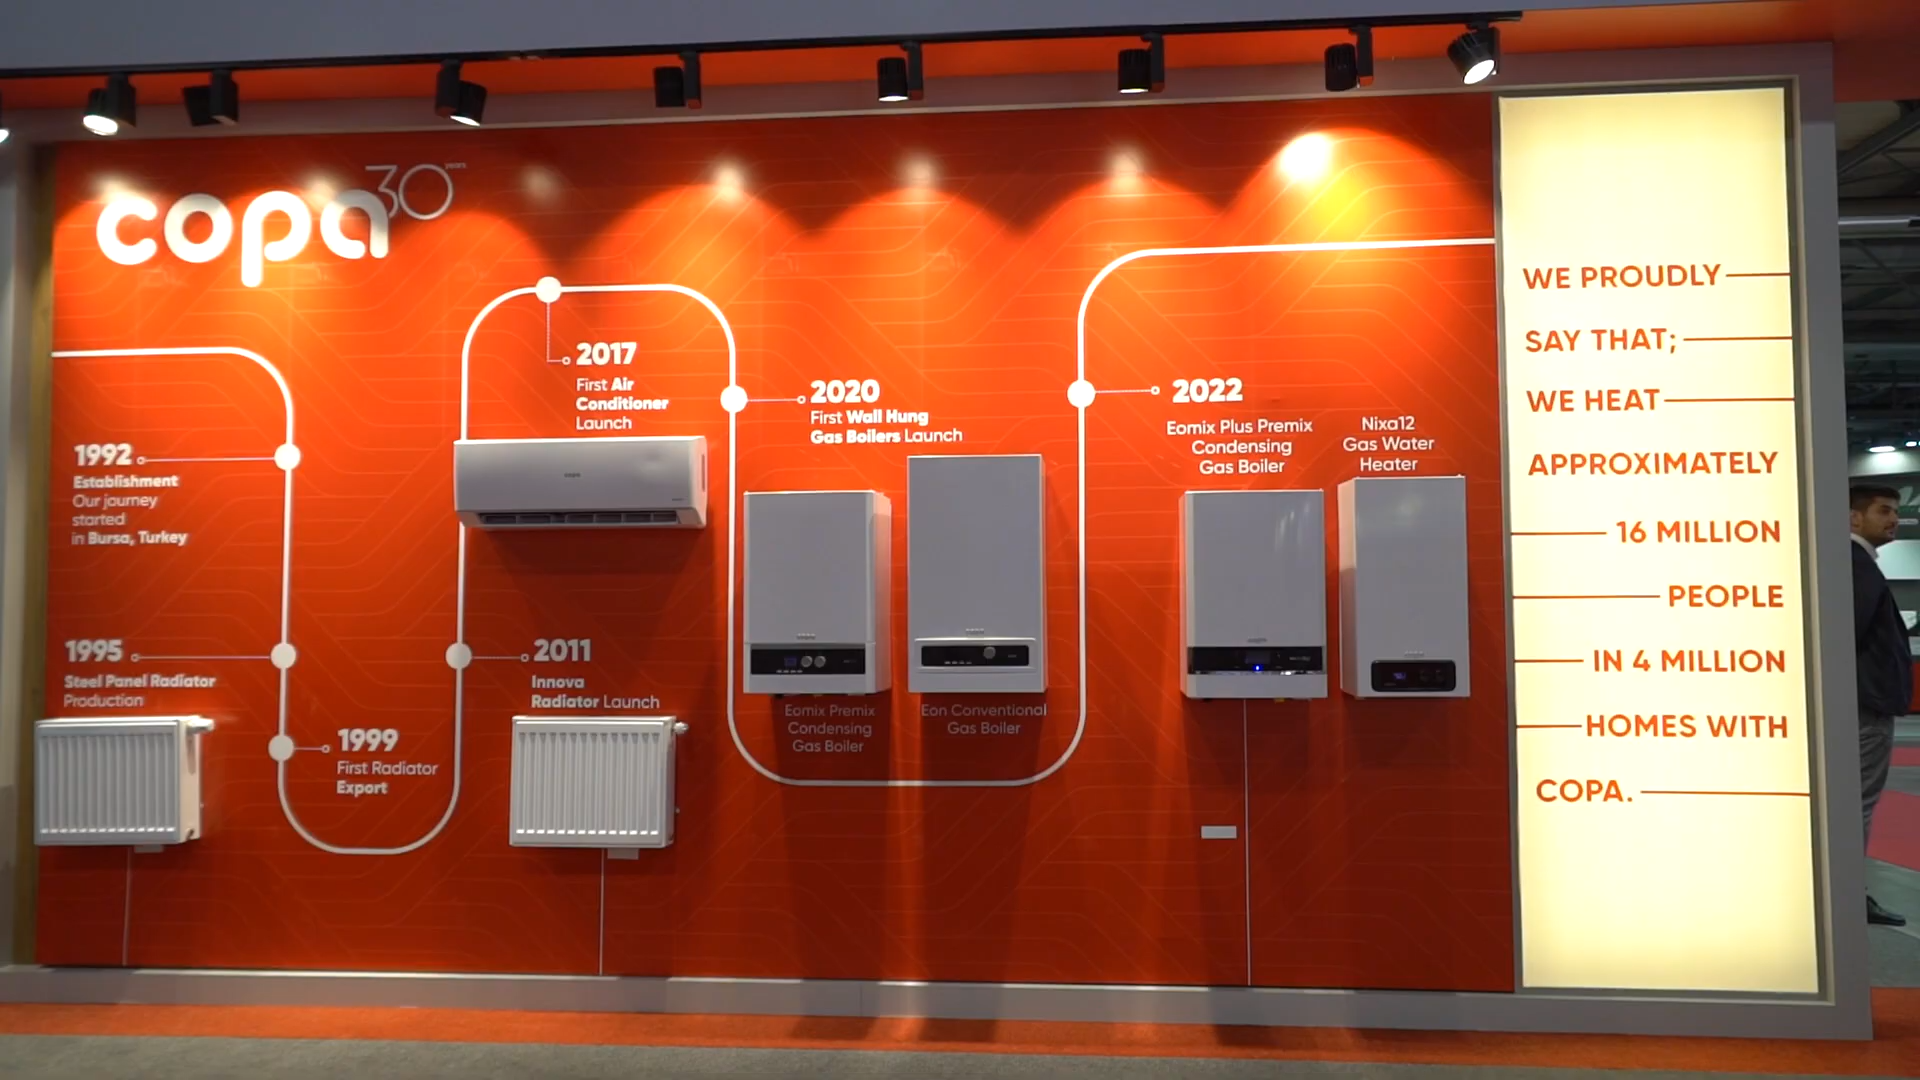 copa
30 years
1992
Establishment
Our journey
started
in Bursa, Turkey
1995
Steel Panel Radiator
Production
1999
First Radiator
Export
2011
Innova
Radiator Launch
2017
First Air
Conditioner
Launch
2020
First Wall Hung
Gas Boilers Launch
Eomix Premix
Condensing
Gas Boiler
Eon Conventional
Gas Boiler
2022
Eomix Plus Premix
Condensing
Gas Boiler
Nixa12
Gas Water
Heater
WE PROUDLY
SAY THAT;
WE HEAT
APPROXIMATELY
16 MILLION
PEOPLE
IN 4 MILLION
HOMES WITH
COPA.